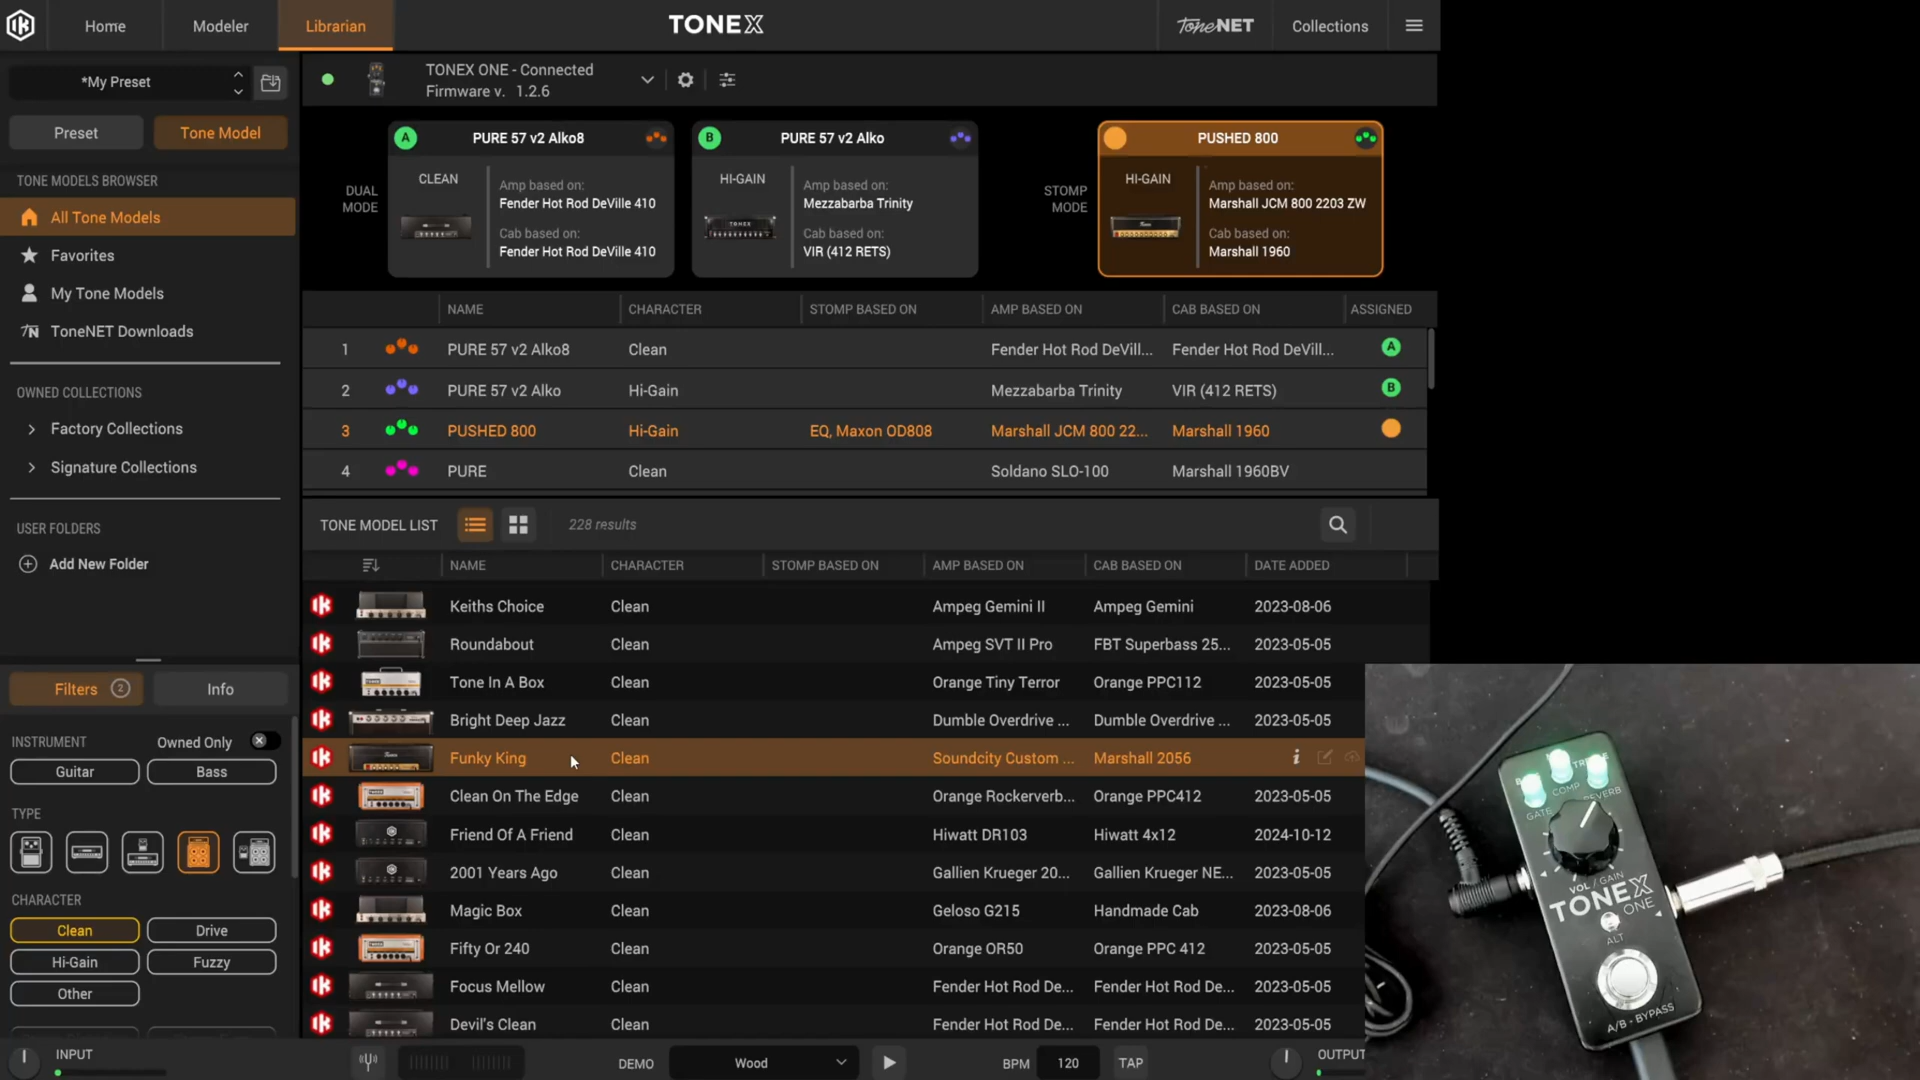 Home
Modeler
Librarian
TONEX
ToneNET
Collections
*My Preset
Preset
Tone Model
TONEX ONE - Connected
Firmware v. 1.2.6
DUAL MODE
A
PURE 57 v2 Alko8
CLEAN
Amp based on:
Fender Hot Rod DeVille 410
Cab based on:
Fender Hot Rod DeVille 410
B
PURE 57 v2 Alko
HI-GAIN
TONEX
Amp based on:
Mezzabarba Trinity
Cab based on:
VIR (412 RETS)
STOMP MODE
PUSHED 800
HI-GAIN
Amp based on:
Marshall JCM 800 2203 ZW
Cab based on:
Marshall 1960
TONE MODELS BROWSER
All Tone Models
Favorites
My Tone Models
ToneNET Downloads
OWNED COLLECTIONS
Factory Collections
Signature Collections
USER FOLDERS
Add New Folder
NAME CHARACTER STOMP BASED ON AMP BASED ON CAB BASED ON ASSIGNED
1 PURE 57 v2 Alko8 Clean Fender Hot Rod DeVill... Fender Hot Rod DeVill... A
2 PURE 57 v2 Alko Hi-Gain Mezzabarba Trinity VIR (412 RETS) B
3 PUSHED 800 Hi-Gain EQ, Maxon OD808 Marshall JCM 800 22... Marshall 1960
4 PURE Clean Soldano SLO-100 Marshall 1960BV
TONE MODEL LIST 228 results
NAME CHARACTER STOMP BASED ON AMP BASED ON CAB BASED ON DATE ADDED
Keiths Choice Clean Ampeg Gemini II Ampeg Gemini 2023-08-06
Roundabout Clean Ampeg SVT II Pro FBT Superbass 25... 2023-05-05
Tone In A Box Clean Orange Tiny Terror Orange PPC112 2023-05-05
Bright Deep Jazz Clean Dumble Overdrive ... Dumble Overdrive ... 2023-05-05
Funky King Clean Soundcity Custom ... Marshall 2056
Clean On The Edge Clean Orange Rockerverb... Orange PPC412 2023-05-05
Friend Of A Friend Clean Hiwatt DR103 Hiwatt 4x12 2024-10-12
2001 Years Ago Clean Gallien Krueger 20... Gallien Krueger NE... 2023-05-05
Magic Box Clean Geloso G215 Handmade Cab 2023-08-06
Fifty Or 240 Clean Orange OR50 Orange PPC 412 2023-05-05
Focus Mellow Clean Fender Hot Rod De... Fender Hot Rod De... 2023-05-05
Devil's Clean Clean Fender Hot Rod De... Fender Hot Rod De... 2023-05-05
Filters 2
Info
INSTRUMENT
Owned Only
Guitar
Bass
TYPE
CHARACTER
Clean
Drive
Hi-Gain
Fuzzy
Other
INPUT
DEMO
Wood
BPM
120
TAP
OUTPUT
GATE
COMP
REVERB
VOL / GAIN
TONEX
ONE
ALT
A/B - BYPASS